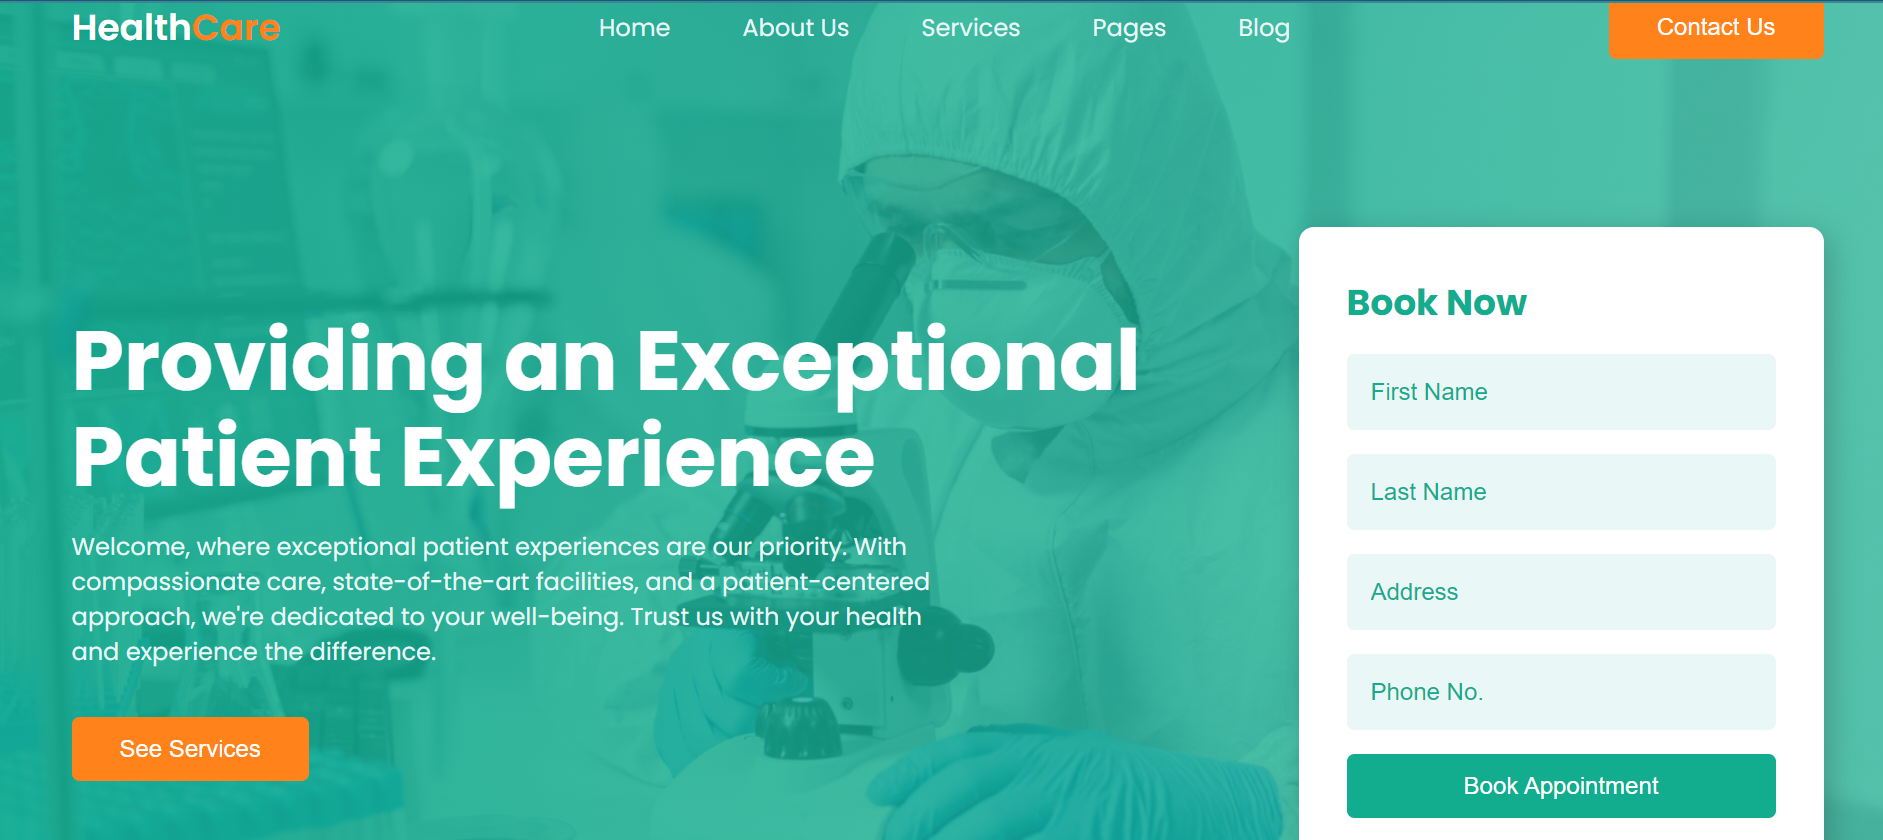 HealthCare
Home
About Us
Services
Pages
Blog
Contact Us
Providing an Exceptional
Patient Experience
Welcome, where exceptional patient experiences are our priority. With
compassionate care, state-of-the-art facilities, and a patient-centered
approach, we're dedicated to your well-being. Trust us with your health
and experience the difference.
See Services
Book Now
First Name
Last Name
Address
Phone No.
Book Appointment